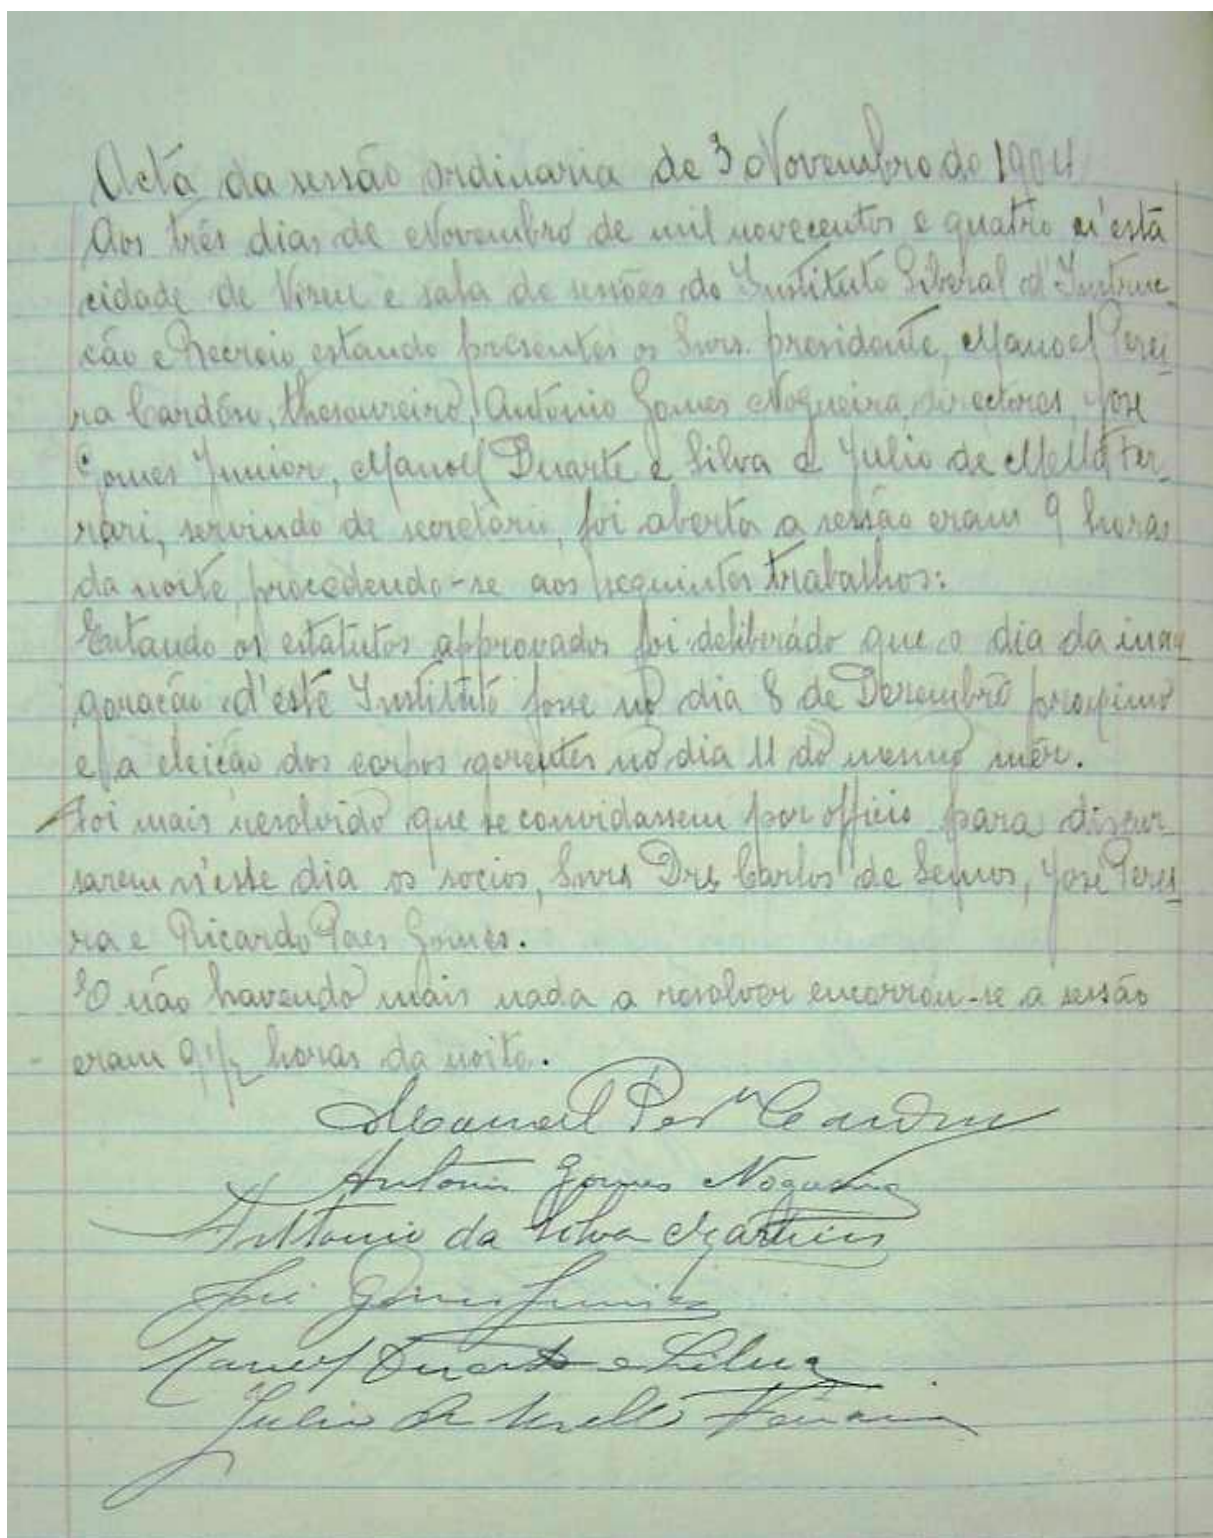 Acta da sessão ordinaria de 3 Novembro de 1904
Aos três dias de Novembro de mil novecentos e quatro n'esta
cidade de Viseu e sala de sessões do Instituto Liberal d'Instruc-
ção e Recreio, estando presentes os Snrs. presidente, Manoel Perei-
ra Cardoso, thesoureiro, Antonio Gomes Nogueira, directores, José
Gomes Junior, Manoel Duarte e Silva e Julio de Mello Fer-
rari, servindo de secretario, foi aberta a sessão eram 9 horas
da noite, procedendo-se aos seguintes trabalhos:
Estando os estatutos approvados foi deliberádo que o dia da inau-
goração d'este Instituto fosse no dia 8 de Dezembro proximo
e a eleição dos corpos gerentes no dia 11 do mesmo mês.
Foi mais resolvido que se convidassem por officio para discur-
sarem n'esse dia os socios, Snrs Drs Carlos de Lemos, José Perei-
ra e Ricardo Paes Gomes.
E não havendo mais nada a resolver encerrou-se a sessão
eram 9 1/2 horas da noite.
Manoel Per.ª Cardoso
Antonio Gomes Nogueira
Antonio da Silva Martins
José Gomes Junior
Manoel Duarte e Silva
Julio de Mello Ferrari